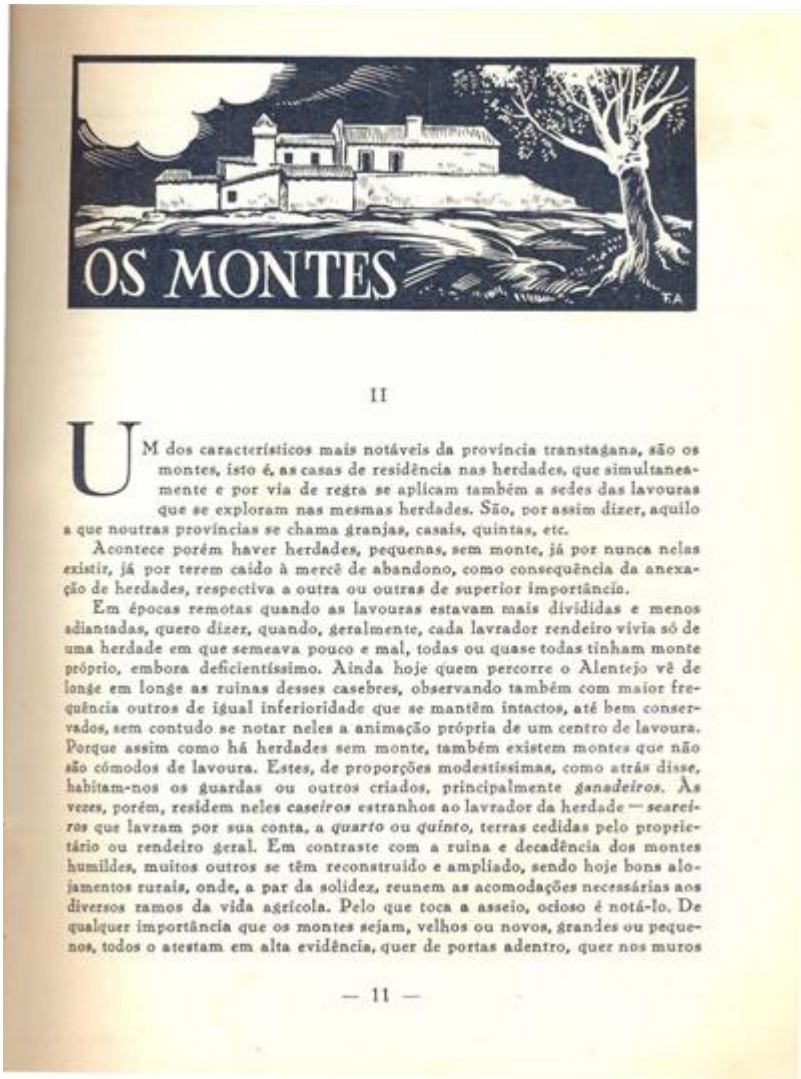 OS MONTES
F.A
II
UM dos característicos mais notáveis da província transtagana, são os
montes, isto é, as casas de residência nas herdades, que simultanea-
mente e por via de regra se aplicam também a sedes das lavouras
que se exploram nas mesmas herdades. São, por assim dizer, aquilo
a que noutras províncias se chama granjas, casais, quintas, etc.
Acontece porém haver herdades, pequenas, sem monte, já por nunca nelas
existir, já por terem caido à mercê de abandono, como consequência da anexa-
ção de herdades, respectiva a outra ou outras de superior importância.
Em épocas remotas quando as lavouras estavam mais divididas e menos
adiantadas, quero dizer, quando, geralmente, cada lavrador rendeiro vivia só de
uma herdade em que semeava pouco e mal, todas ou quase todas tinham monte
próprio, embora deficientíssimo. Ainda hoje quem percorre o Alentejo vê de
longe em longe as ruinas desses casebres, observando também com maior fre-
quência outros de igual inferioridade que se mantêm intactos, até bem conser-
vados, sem contudo se notar neles a animação própria de um centro de lavoura.
Porque assim como há herdades sem monte, também existem montes que não
são cómodos de lavoura. Estes, de proporções modestíssimas, como atrás disse,
habitam-nos os guardas ou outros criados, principalmente ganadeiros. Às
vezes, porém, residem neles caseiros estranhos ao lavrador da herdade — searei-
ros que lavram por sua conta, a quarto ou quinto, terras cedidas pelo proprie-
tário ou rendeiro geral. Em contraste com a ruina e decadência dos montes
humildes, muitos outros se têm reconstruido e ampliado, sendo hoje bons alo-
jamentos rurais, onde, a par da solidez, reunem as acomodações necessárias aos
diversos ramos da vida agrícola. Pelo que toca a asseio, ocioso é notá-lo. De
qualquer importância que os montes sejam, velhos ou novos, grandes ou peque-
nos, todos o atestam em alta evidência, quer de portas adentro, quer nos muros
— 11 —